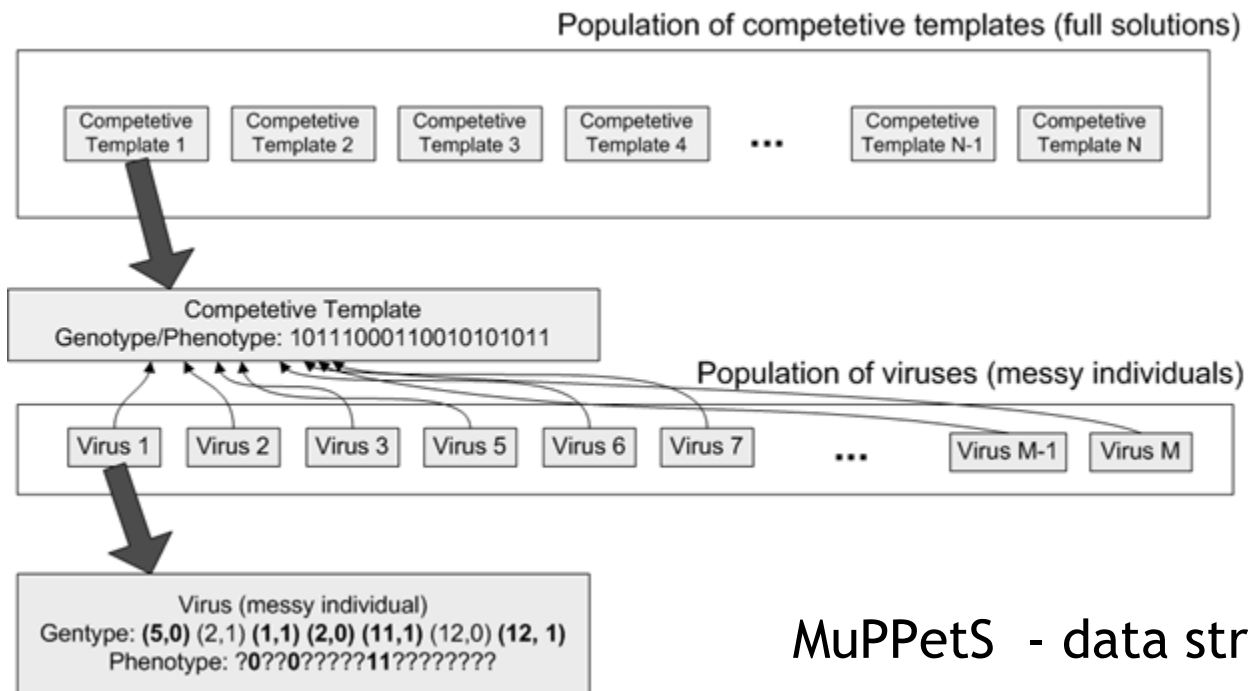 Population of competetive templates (full solutions)
Competetive
Template 1
Competetive
Template 2
Competetive
Template 3
Competetive
Template 4
...
Competetive
Template N-1
Competetive
Template N
Competetive Template
Genotype/Phenotype: 101110001100101010​11
Population of viruses (messy individuals)
Virus 1
Virus 2
Virus 3
Virus 5
Virus 6
Virus 7
...
Virus M-1
Virus M
Virus (messy individual)
Gentype: (5,0) (2,1) (1,1) (2,0) (11,1) (12,0) (12, 1)
Phenotype: ?0??0?????11????????
MuPPetS - data str